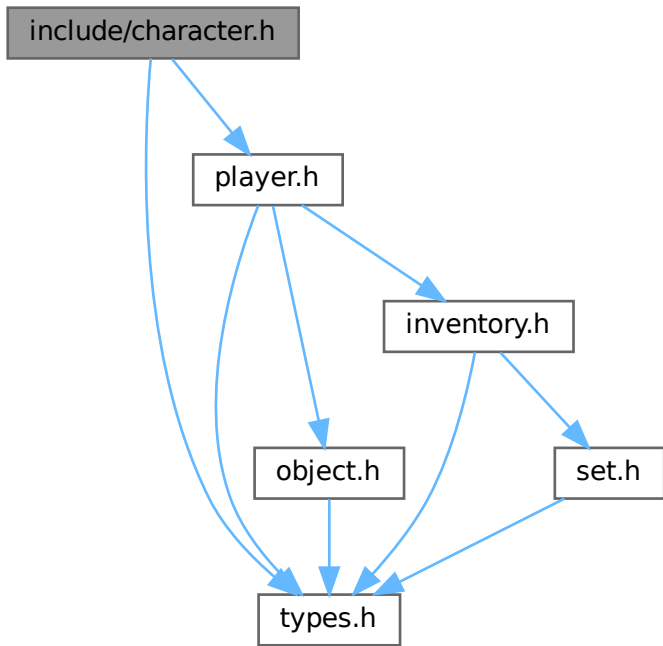 include/character.h
player.h
inventory.h
object.h
set.h
types.h